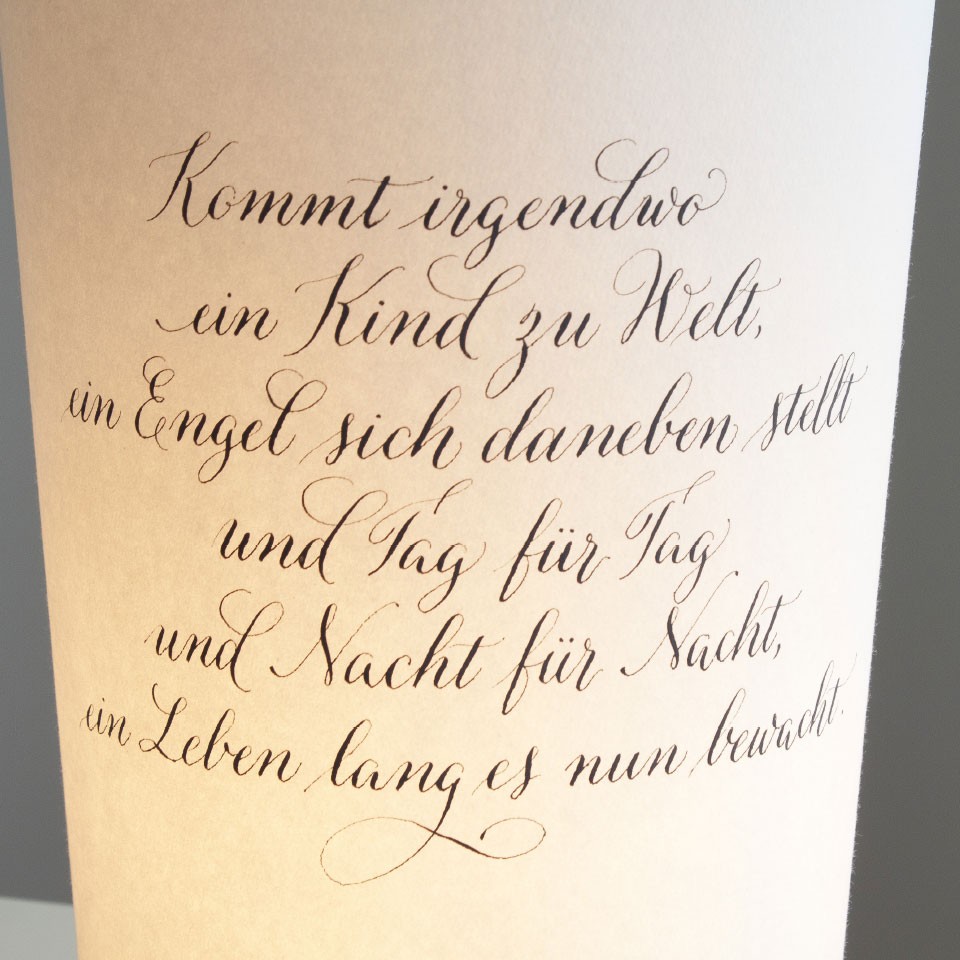 Kommt irgendwo
ein Kind zu Welt,
ein Engel sich daneben stellt
und Tag für Tag
und Nacht für Nacht,
ein Leben lang es nun bewacht.